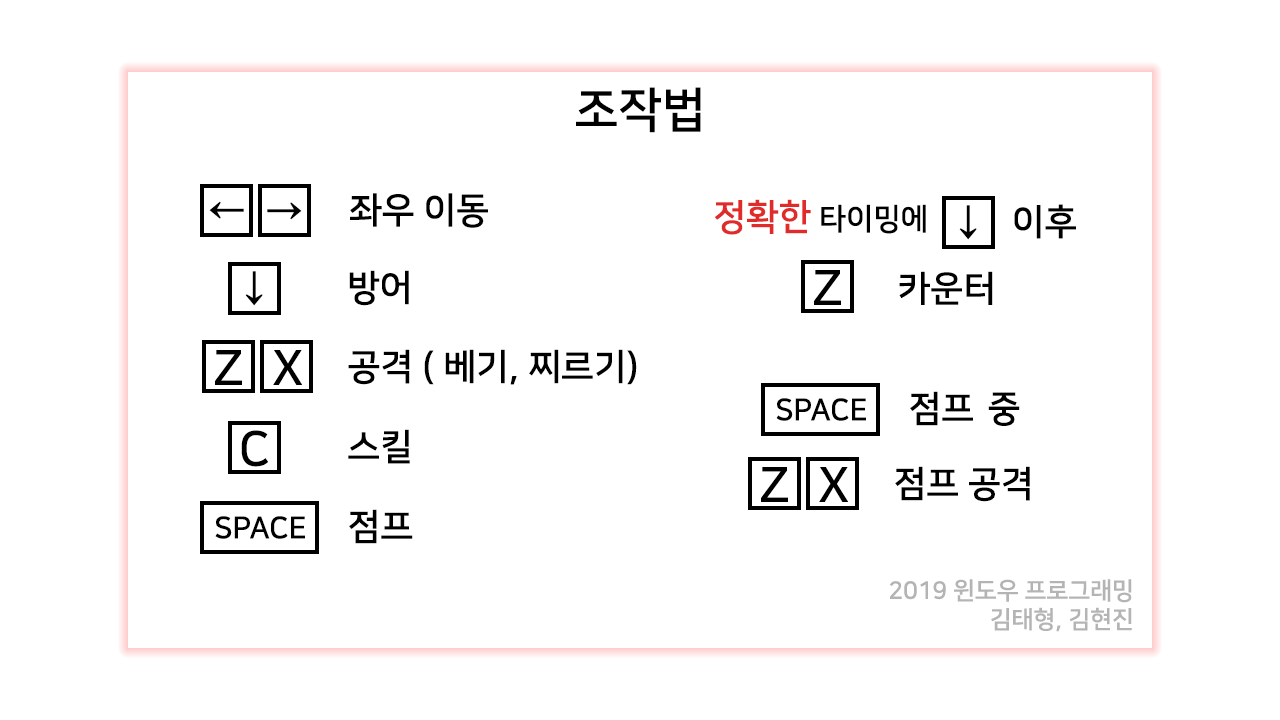 조작법
← → 좌우 이동
↓ 방어
Z X 공격 ( 베기, 찌르기)
C 스킬
SPACE 점프
정확한 타이밍에 ↓ 이후
Z 카운터
SPACE 점프 중
Z X 점프 공격
2019 윈도우 프로그래밍
김태형, 김현진